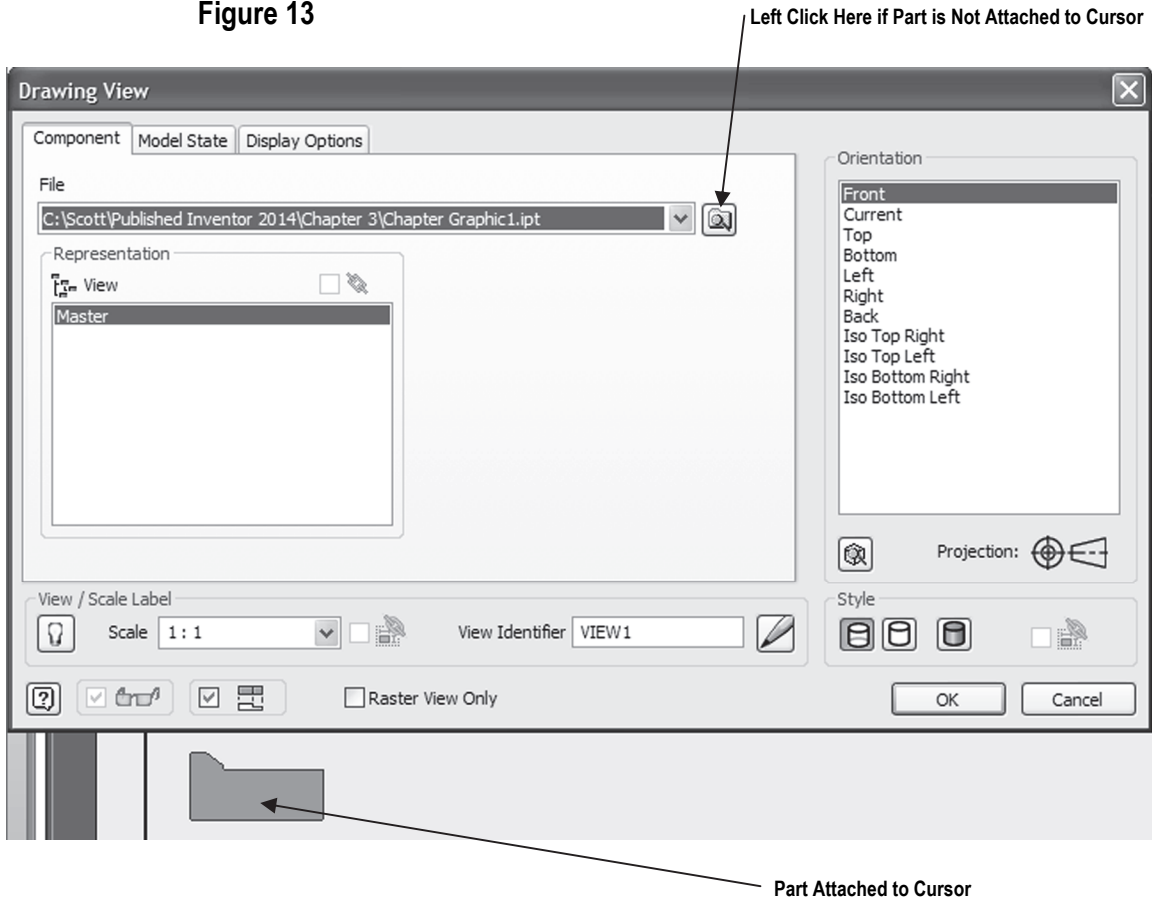 Figure 13
Left Click Here if Part is Not Attached to Cursor
Drawing View
Component Model State Display Options
File
C:\Scott\Published Inventor 2014\Chapter 3\Chapter Graphic1.ipt
Representation
View
Master
Orientation
Front
Current
Top
Bottom
Left
Right
Back
Iso Top Right
Iso Top Left
Iso Bottom Right
Iso Bottom Left
Projection:
View / Scale Label
Scale 1 : 1 View Identifier VIEW1
Style
Raster View Only
OK Cancel
Part Attached to Cursor